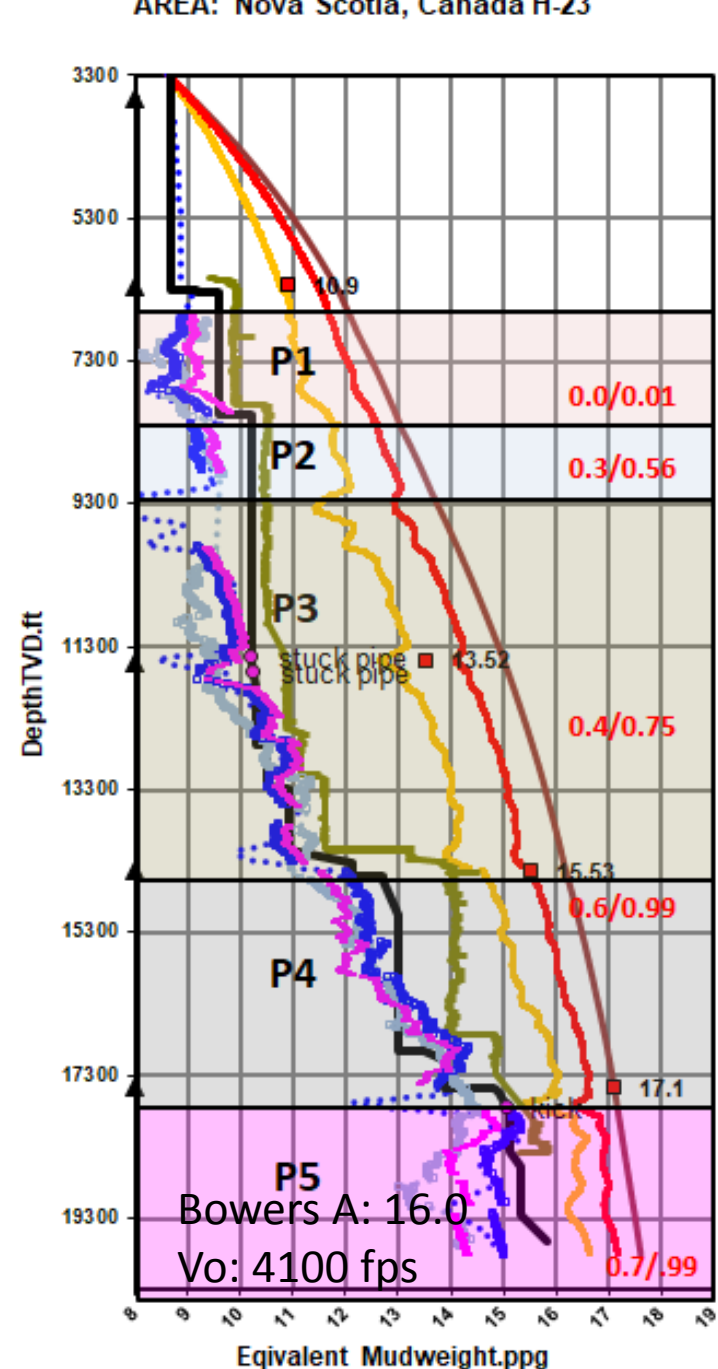 AREA: Nova Scotia, Canada H-23
3300
5300
10.9
7300
P1
0.0/0.01
P2
0.3/0.56
9300
P3
11300
stuck pipe
13.52
stuck pipe
DepthTVD.ft
0.4/0.75
13300
15.53
0.6/0.99
15300
P4
17300
17.1
kick
P5
Bowers A: 16.0
19300
Vo: 4100 fps
0.7/.99
8 9 10 11 12 13 14 15 16 17 18 19
Eqivalent Mudweight.ppg